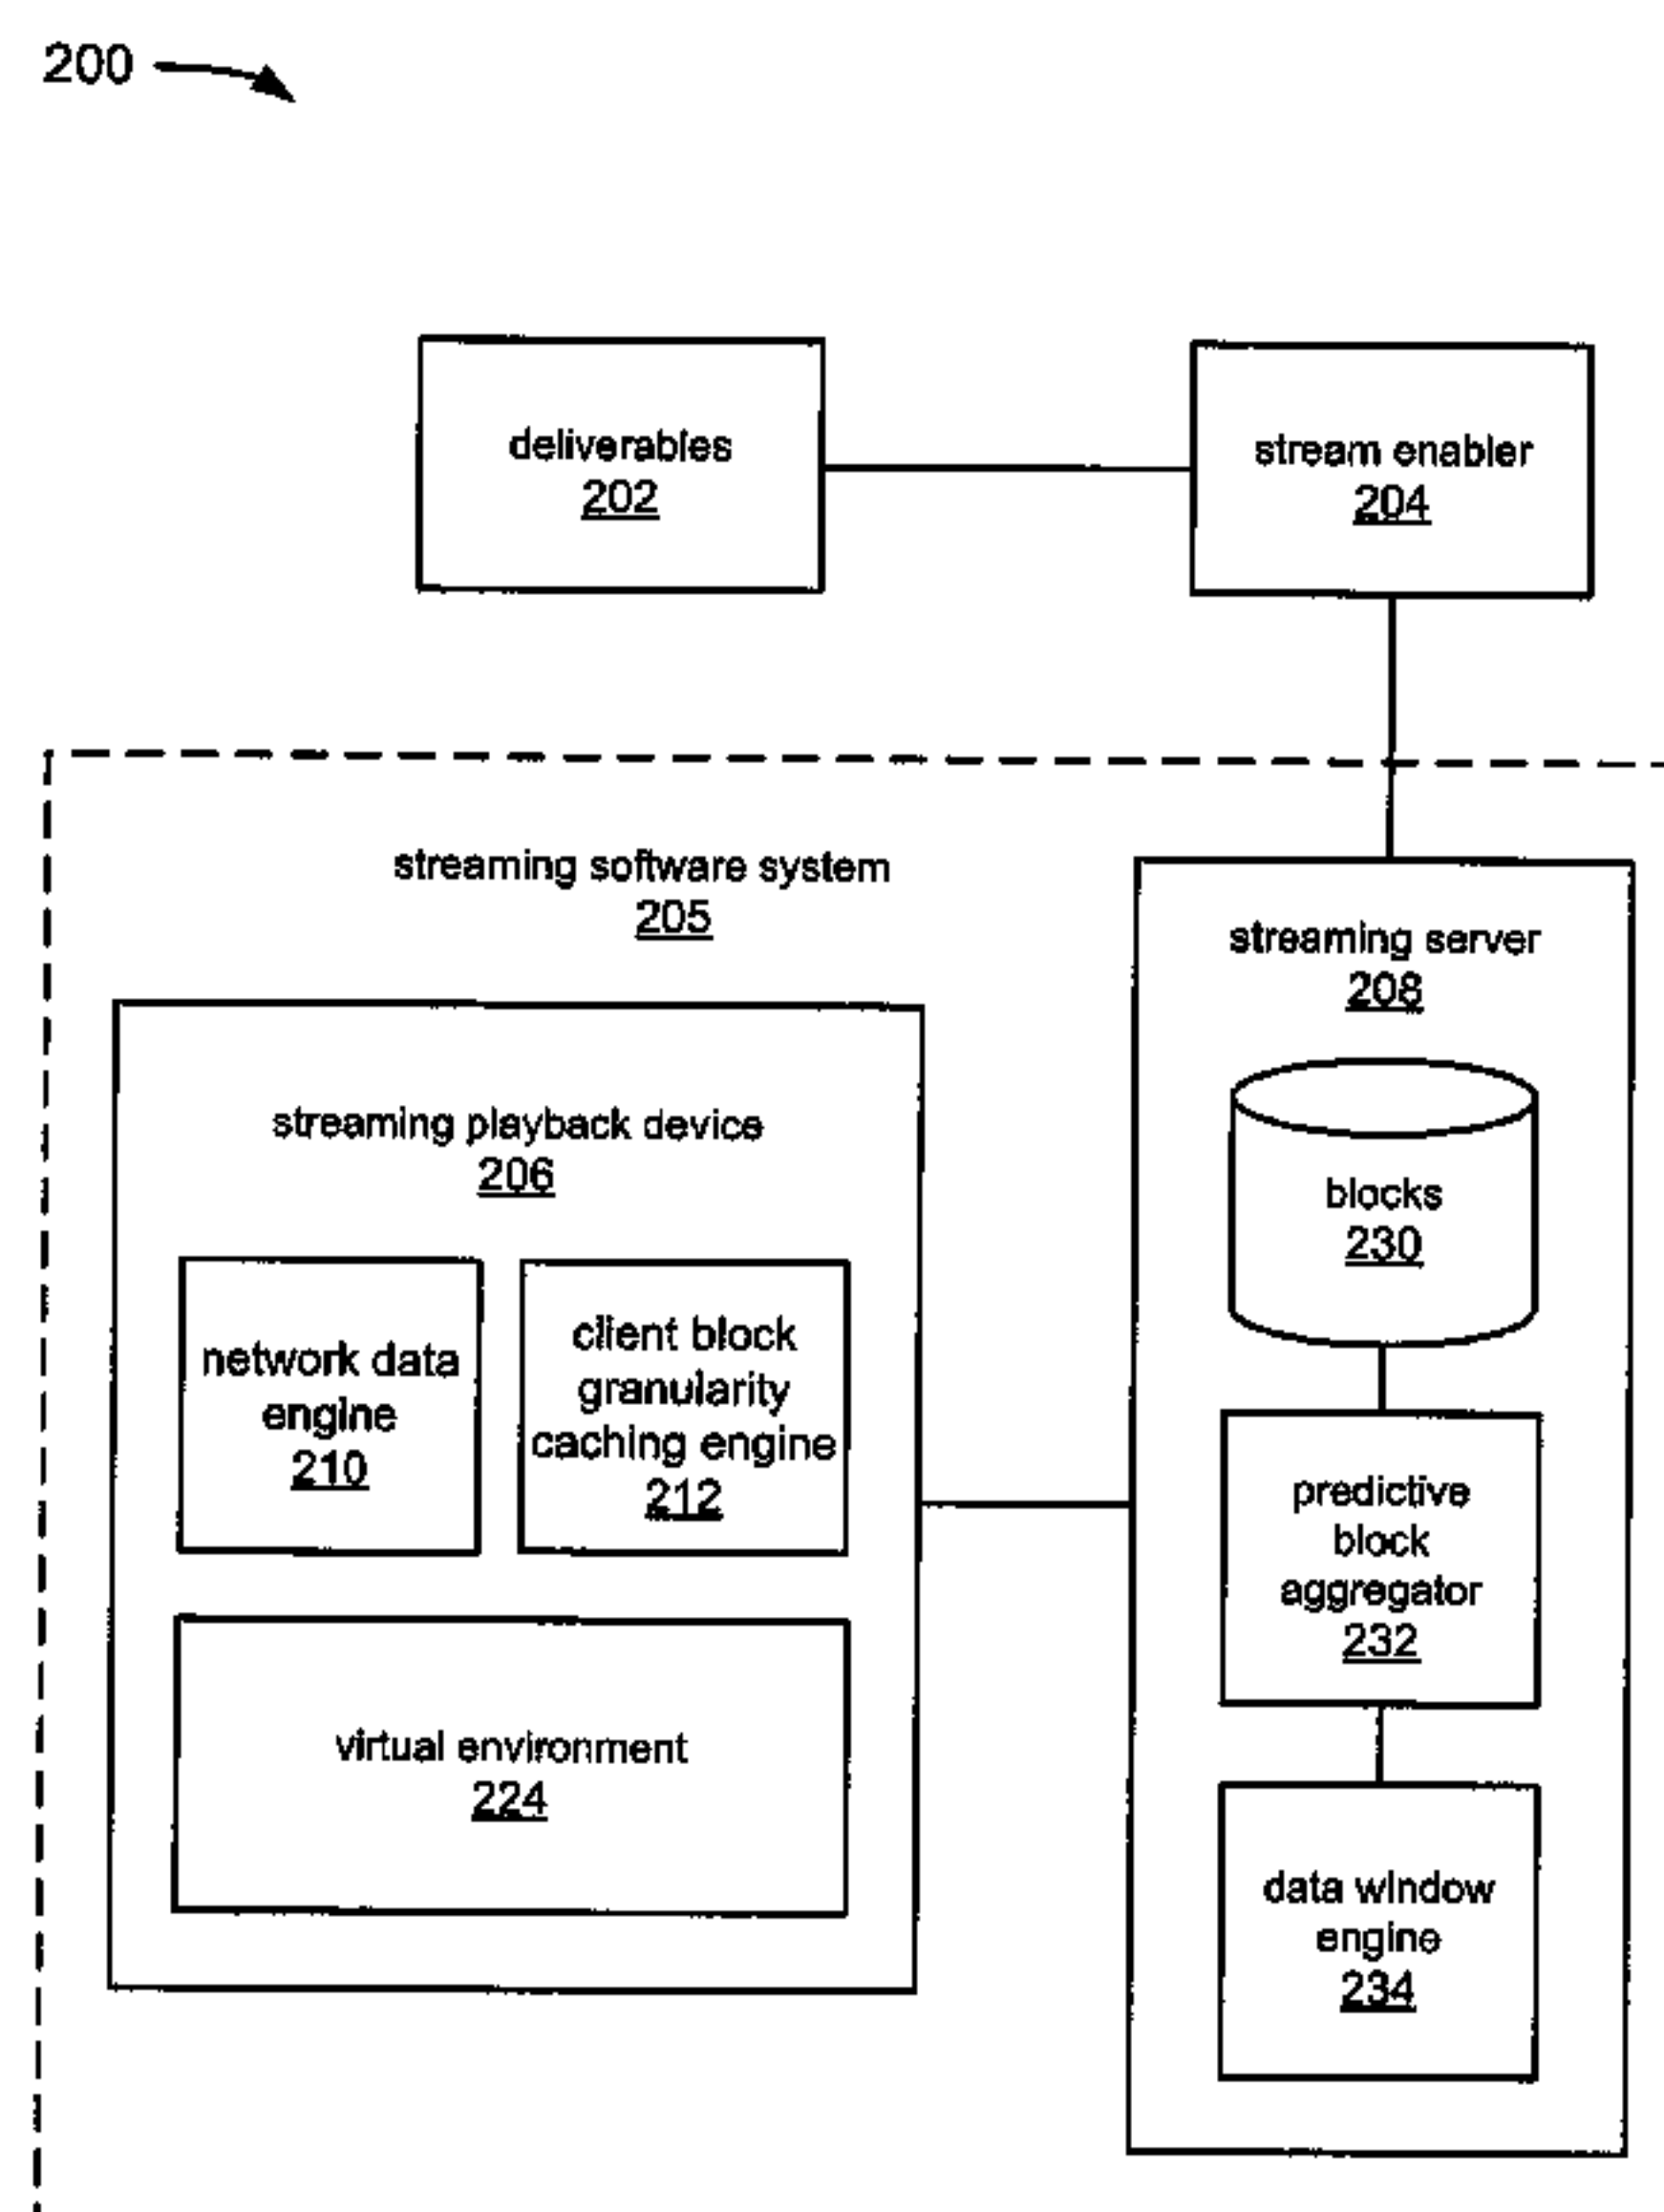 200
deliverables
202
stream enabler
204
streaming software system
205
streaming server
208
streaming playback device
206
blocks
230
network data
engine
210
client block
granularity
caching engine
212
predictive
block
aggregator
232
virtual environment
224
data window
engine
234